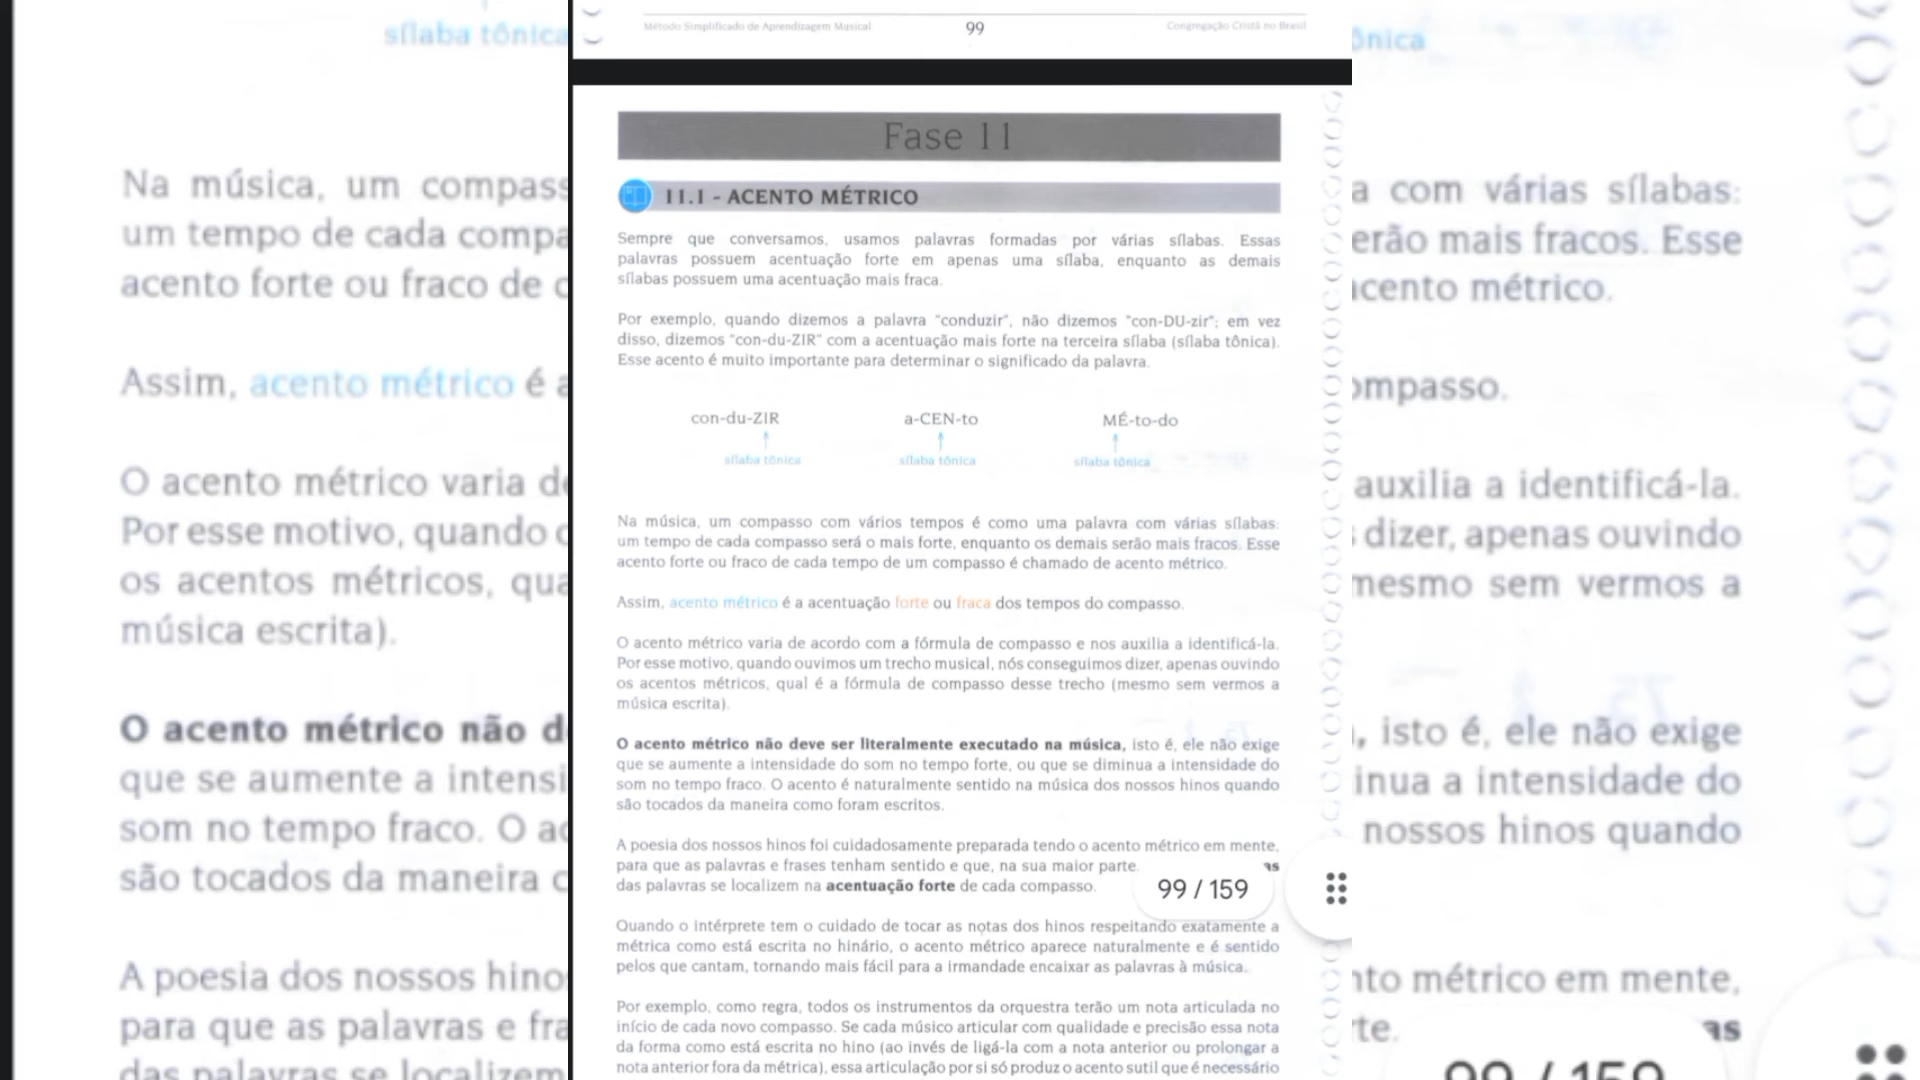 Método Simplificado de Aprendizagem Musical
99
Congregação Cristã no Brasil
Fase 11
11.1 - ACENTO MÉTRICO
Sempre que conversamos, usamos palavras formadas por várias sílabas. Essas
palavras possuem acentuação forte em apenas uma sílaba, enquanto as demais
sílabas possuem uma acentuação mais fraca.
Por exemplo, quando dizemos a palavra "conduzir", não dizemos "con-DU-zir"; em vez
disso, dizemos "con-du-ZIR" com a acentuação mais forte na terceira sílaba (sílaba tônica).
Esse acento é muito importante para determinar o significado da palavra.
con-du-ZIR a-CEN-to MÉ-to-do
sílaba tônica sílaba tônica sílaba tônica
Na música, um compasso com vários tempos é como uma palavra com várias sílabas:
um tempo de cada compasso será o mais forte, enquanto os demais serão mais fracos. Esse
acento forte ou fraco de cada tempo de um compasso é chamado de acento métrico.
Assim, acento métrico é a acentuação forte ou fraca dos tempos do compasso.
O acento métrico varia de acordo com a fórmula de compasso e nos auxilia a identificá-la.
Por esse motivo, quando ouvimos um trecho musical, nós conseguimos dizer, apenas ouvindo
os acentos métricos, qual é a fórmula de compasso desse trecho (mesmo sem vermos a
música escrita).
O acento métrico não deve ser literalmente executado na música, isto é, ele não exige
que se aumente a intensidade do som no tempo forte, ou que se diminua a intensidade do
som no tempo fraco. O acento é naturalmente sentido na música dos nossos hinos quando
são tocados da maneira como foram escritos.
A poesia dos nossos hinos foi cuidadosamente preparada tendo o acento métrico em mente,
para que as palavras e frases tenham sentido e que, na sua maior parte, as
das palavras se localizem na acentuação forte de cada compasso.
99 / 159
Quando o intérprete tem o cuidado de tocar as notas dos hinos respeitando exatamente a
métrica como está escrita no hinário, o acento métrico aparece naturalmente e é sentido
pelos que cantam, tornando mais fácil para a irmandade encaixar as palavras à música.
Por exemplo, como regra, todos os instrumentos da orquestra terão um nota articulada no
início de cada novo compasso. Se cada músico articular com qualidade e precisão essa nota
da forma como está escrita no hino (ao invés de ligá-la com a nota anterior ou prolongar a
nota anterior fora da métrica), essa articulação por si só produz o acento sutil que é necessário